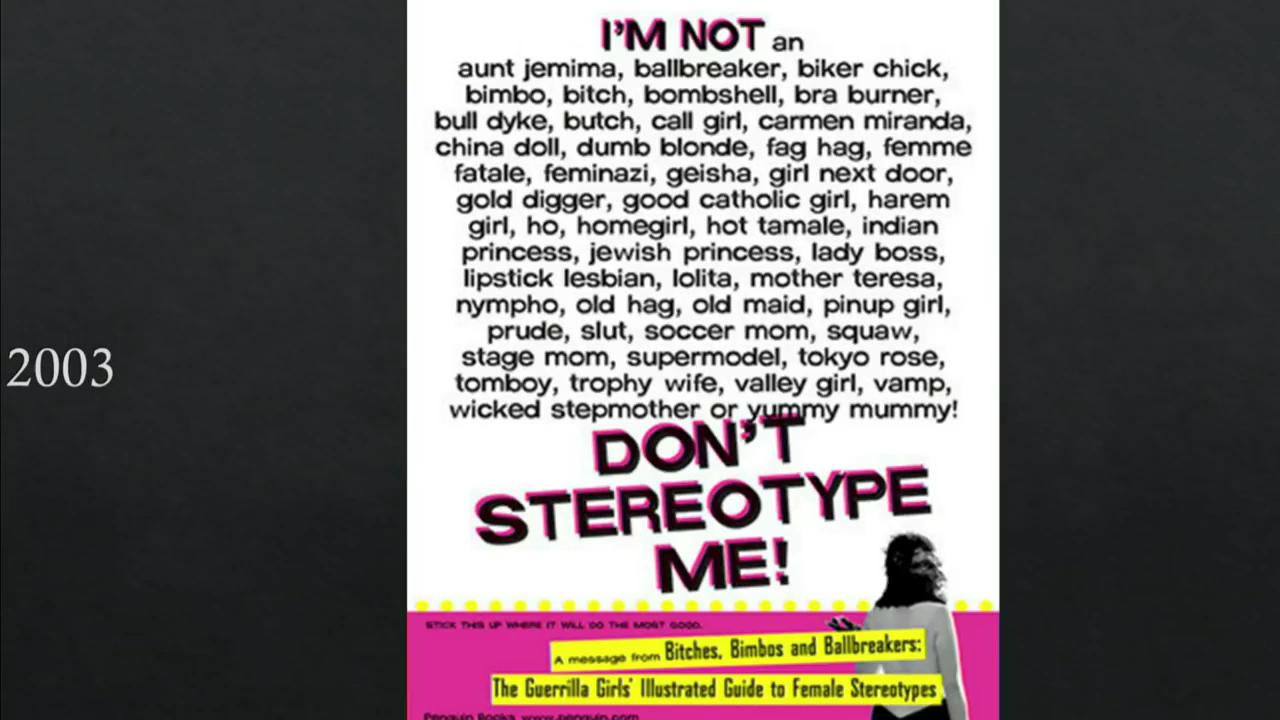 I'M NOT an
aunt jemima, ballbreaker, biker chick,
bimbo, bitch, bombshell, bra burner,
bull dyke, butch, call girl, carmen miranda,
china doll, dumb blonde, fag hag, femme
fatale, feminazi, geisha, girl next door,
gold digger, good catholic girl, harem
girl, ho, homegirl, hot tamale, indian
princess, jewish princess, lady boss,
lipstick lesbian, lolita, mother teresa,
nympho, old hag, old maid, pinup girl,
prude, slut, soccer mom, squaw,
stage mom, supermodel, tokyo rose,
tomboy, trophy wife, valley girl, vamp,
wicked stepmother or yummy mummy!
DON'T
STEREOTYPE
ME!
2003
STICK THIS UP WHERE IT WILL DO THE MOST GOOD.
A message from Bitches, Bimbos and Ballbreakers:
The Guerrilla Girls' Illustrated Guide to Female Stereotypes
Penguin Books, www.penguin.com